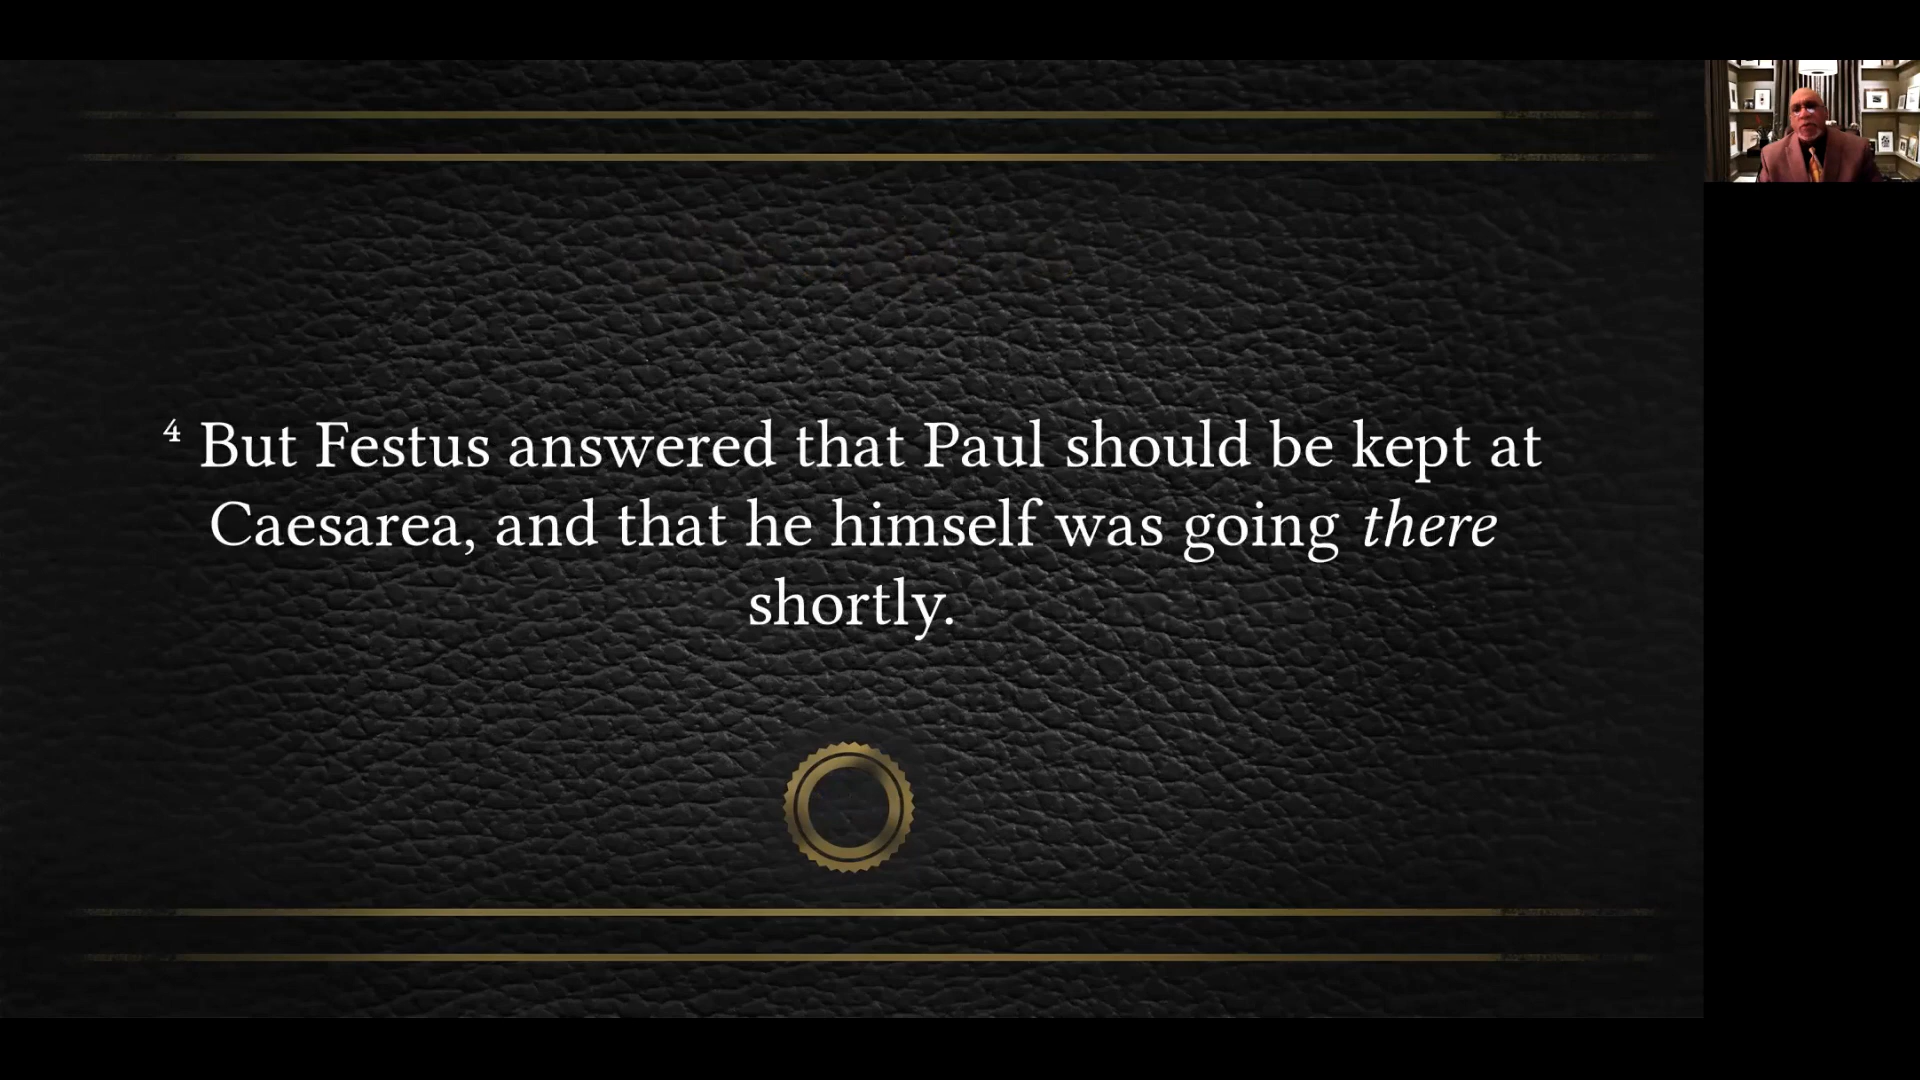 ⁴ But Festus answered that Paul should be kept at
Caesarea, and that he himself was going there
shortly.